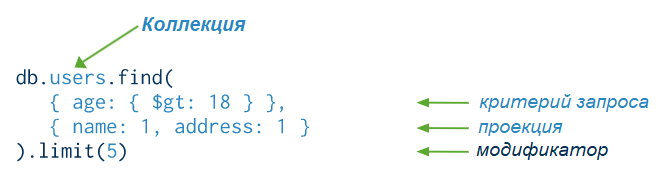 Коллекция
db.users.find(
{ age: { $gt: 18 } }, критерий запроса
{ name: 1, address: 1 } проекция
).limit(5) модификатор